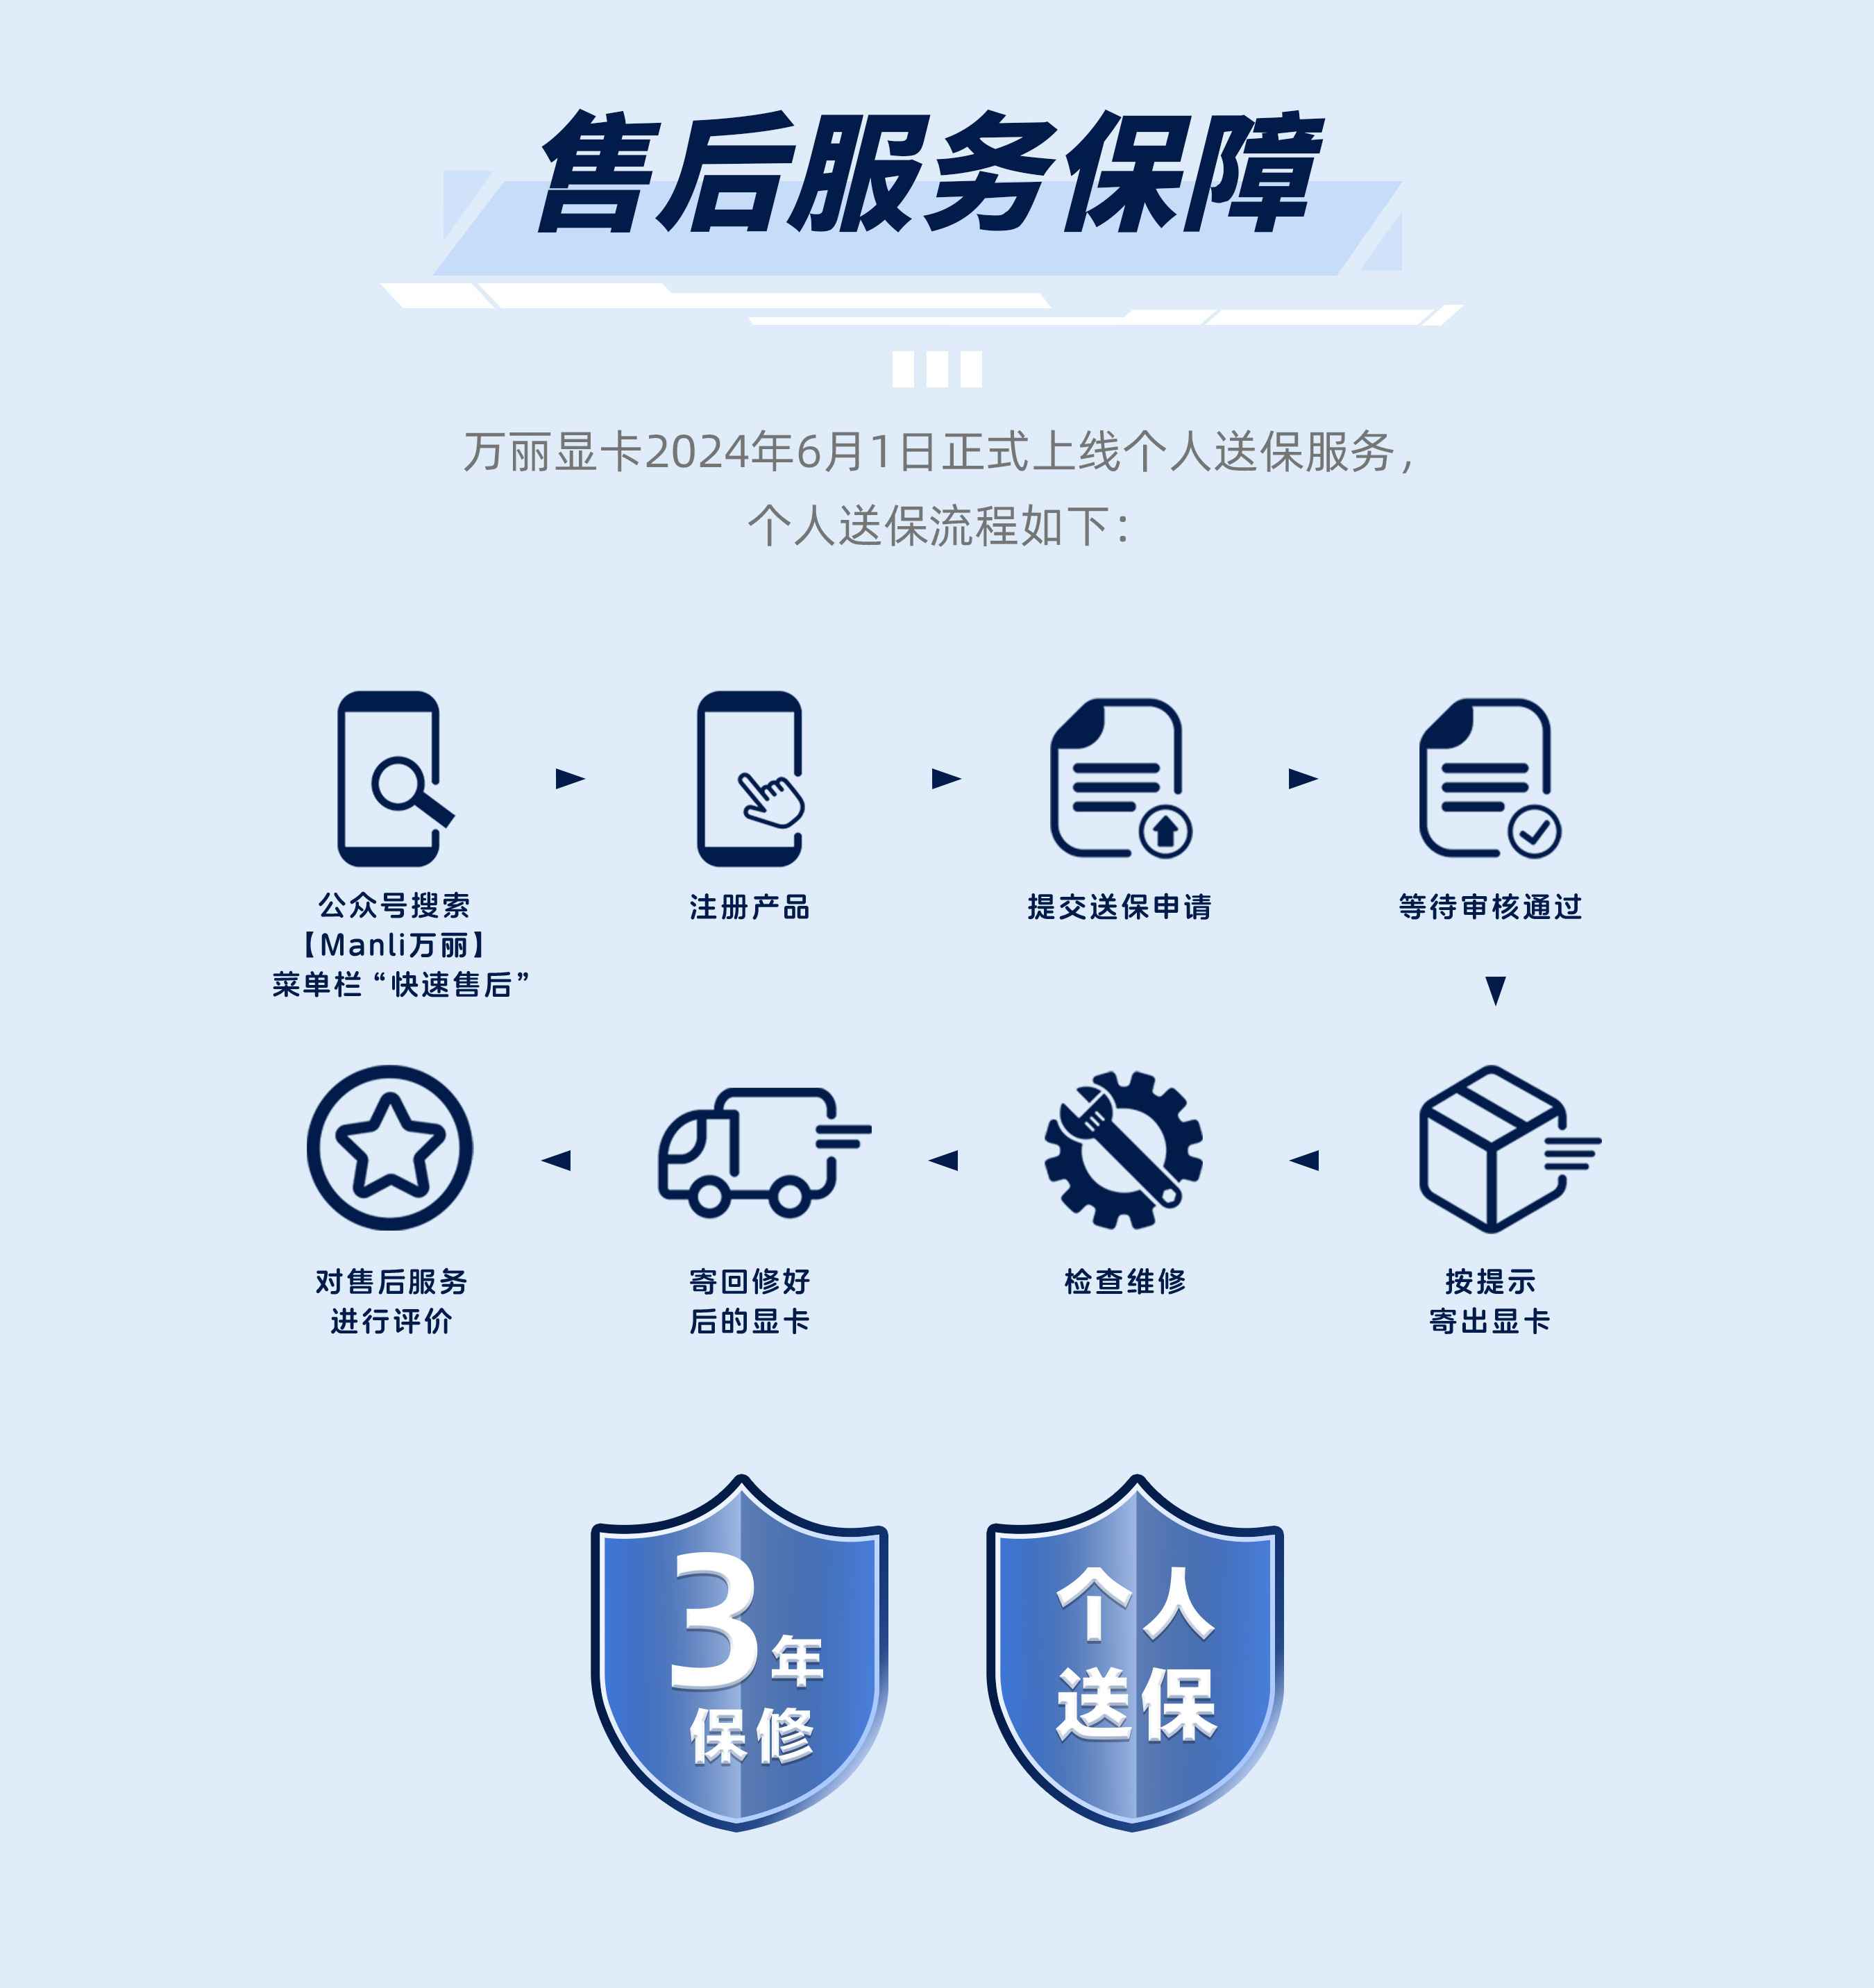 售后服务保障
万丽显卡2024年6月1日正式上线个人送保服务,
个人送保流程如下:
公众号搜索
【Manli万丽】
菜单栏“快速售后”
注册产品
提交送保申请
等待审核通过
按提示
寄出显卡
检查维修
寄回修好
后的显卡
对售后服务
进行评价
3年
保修
个人
送保